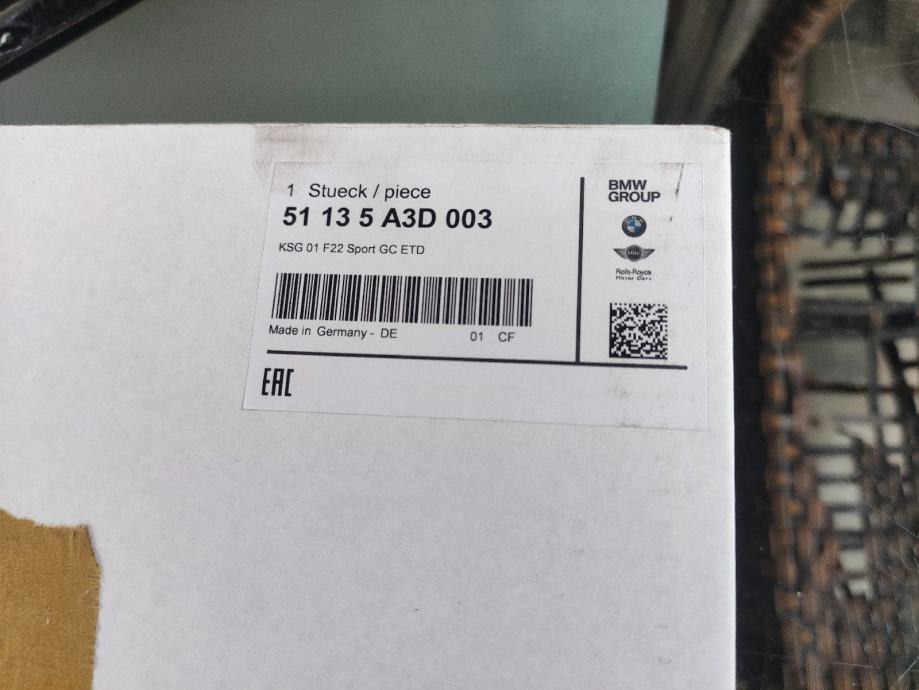 1 Stueck / piece
51 13 5 A3D 003
KSG 01 F22 Sport GC ETD
Made in Germany - DE 01 CF
EAC
BMW
GROUP
MINI
Rolls-Royce
Motor Cars